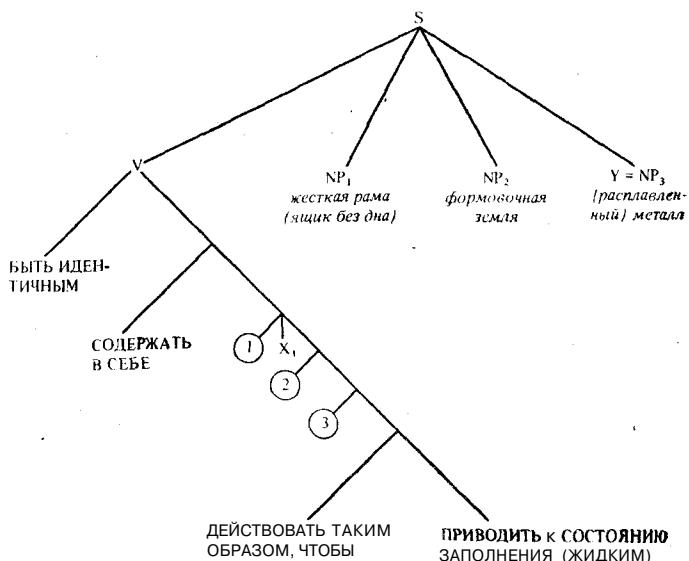 S
V
NP₁
жесткая рама
(ящик без дна)
NP₂
формовочная
земля
Y = NP₃
(расплавлен-
ный) металл
БЫТЬ ИДЕН-
ТИЧНЫМ
СОДЕРЖАТЬ
В СЕБЕ
1
X₁
2
3
ДЕЙСТВОВАТЬ ТАКИМ
ОБРАЗОМ, ЧТОБЫ
ПРИВОДИТЬ к СОСТОЯНИЮ
ЗАПОЛНЕНИЯ (ЖИДКИМ)